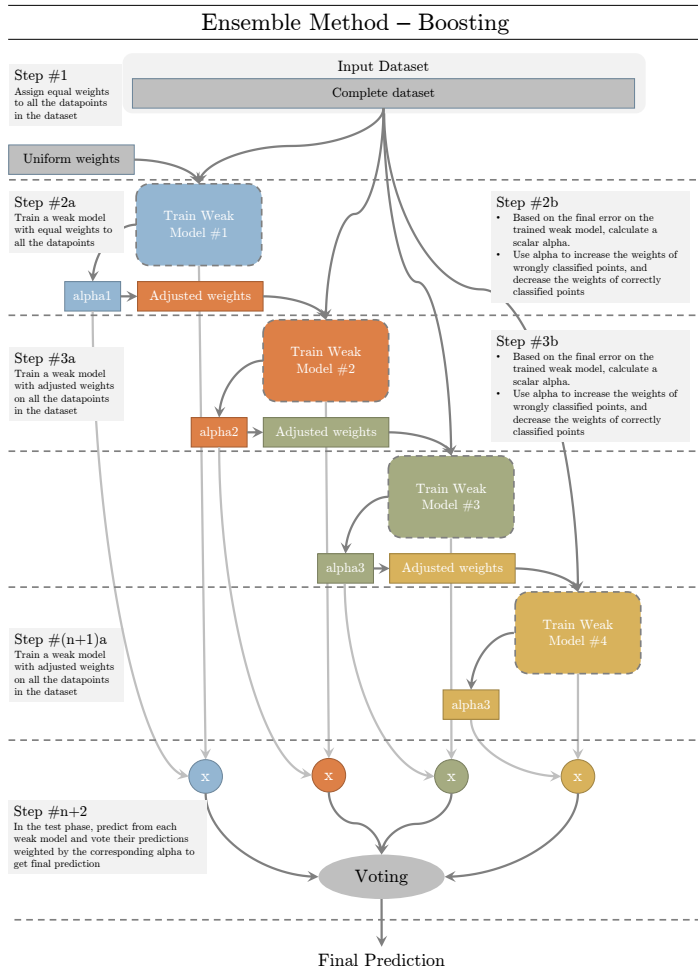 Ensemble Method – Boosting
Input Dataset
Complete dataset
Step #1
Assign equal weights
to all the datapoints
in the dataset
Uniform weights
Step #2a
Train a weak model
with equal weights to
all the datapoints
Train Weak
Model #1
Step #2b
• Based on the final error on the
trained weak model, calculate a
scalar alpha.
• Use alpha to increase the weights of
wrongly classified points, and
decrease the weights of correctly
classified points
alpha1
Adjusted weights
Step #3a
Train a weak model
with adjusted weights
on all the datapoints
in the dataset
Train Weak
Model #2
Step #3b
• Based on the final error on the
trained weak model, calculate a
scalar alpha.
• Use alpha to increase the weights of
wrongly classified points, and
decrease the weights of correctly
classified points
alpha2
Adjusted weights
Train Weak
Model #3
alpha3
Adjusted weights
Step #(n+1)a
Train a weak model
with adjusted weights
on all the datapoints
in the dataset
Train Weak
Model #4
alpha3
x
x
x
x
Step #n+2
In the test phase, predict from each
weak model and vote their predictions
weighted by the corresponding alpha to
get final prediction
Voting
Final Prediction